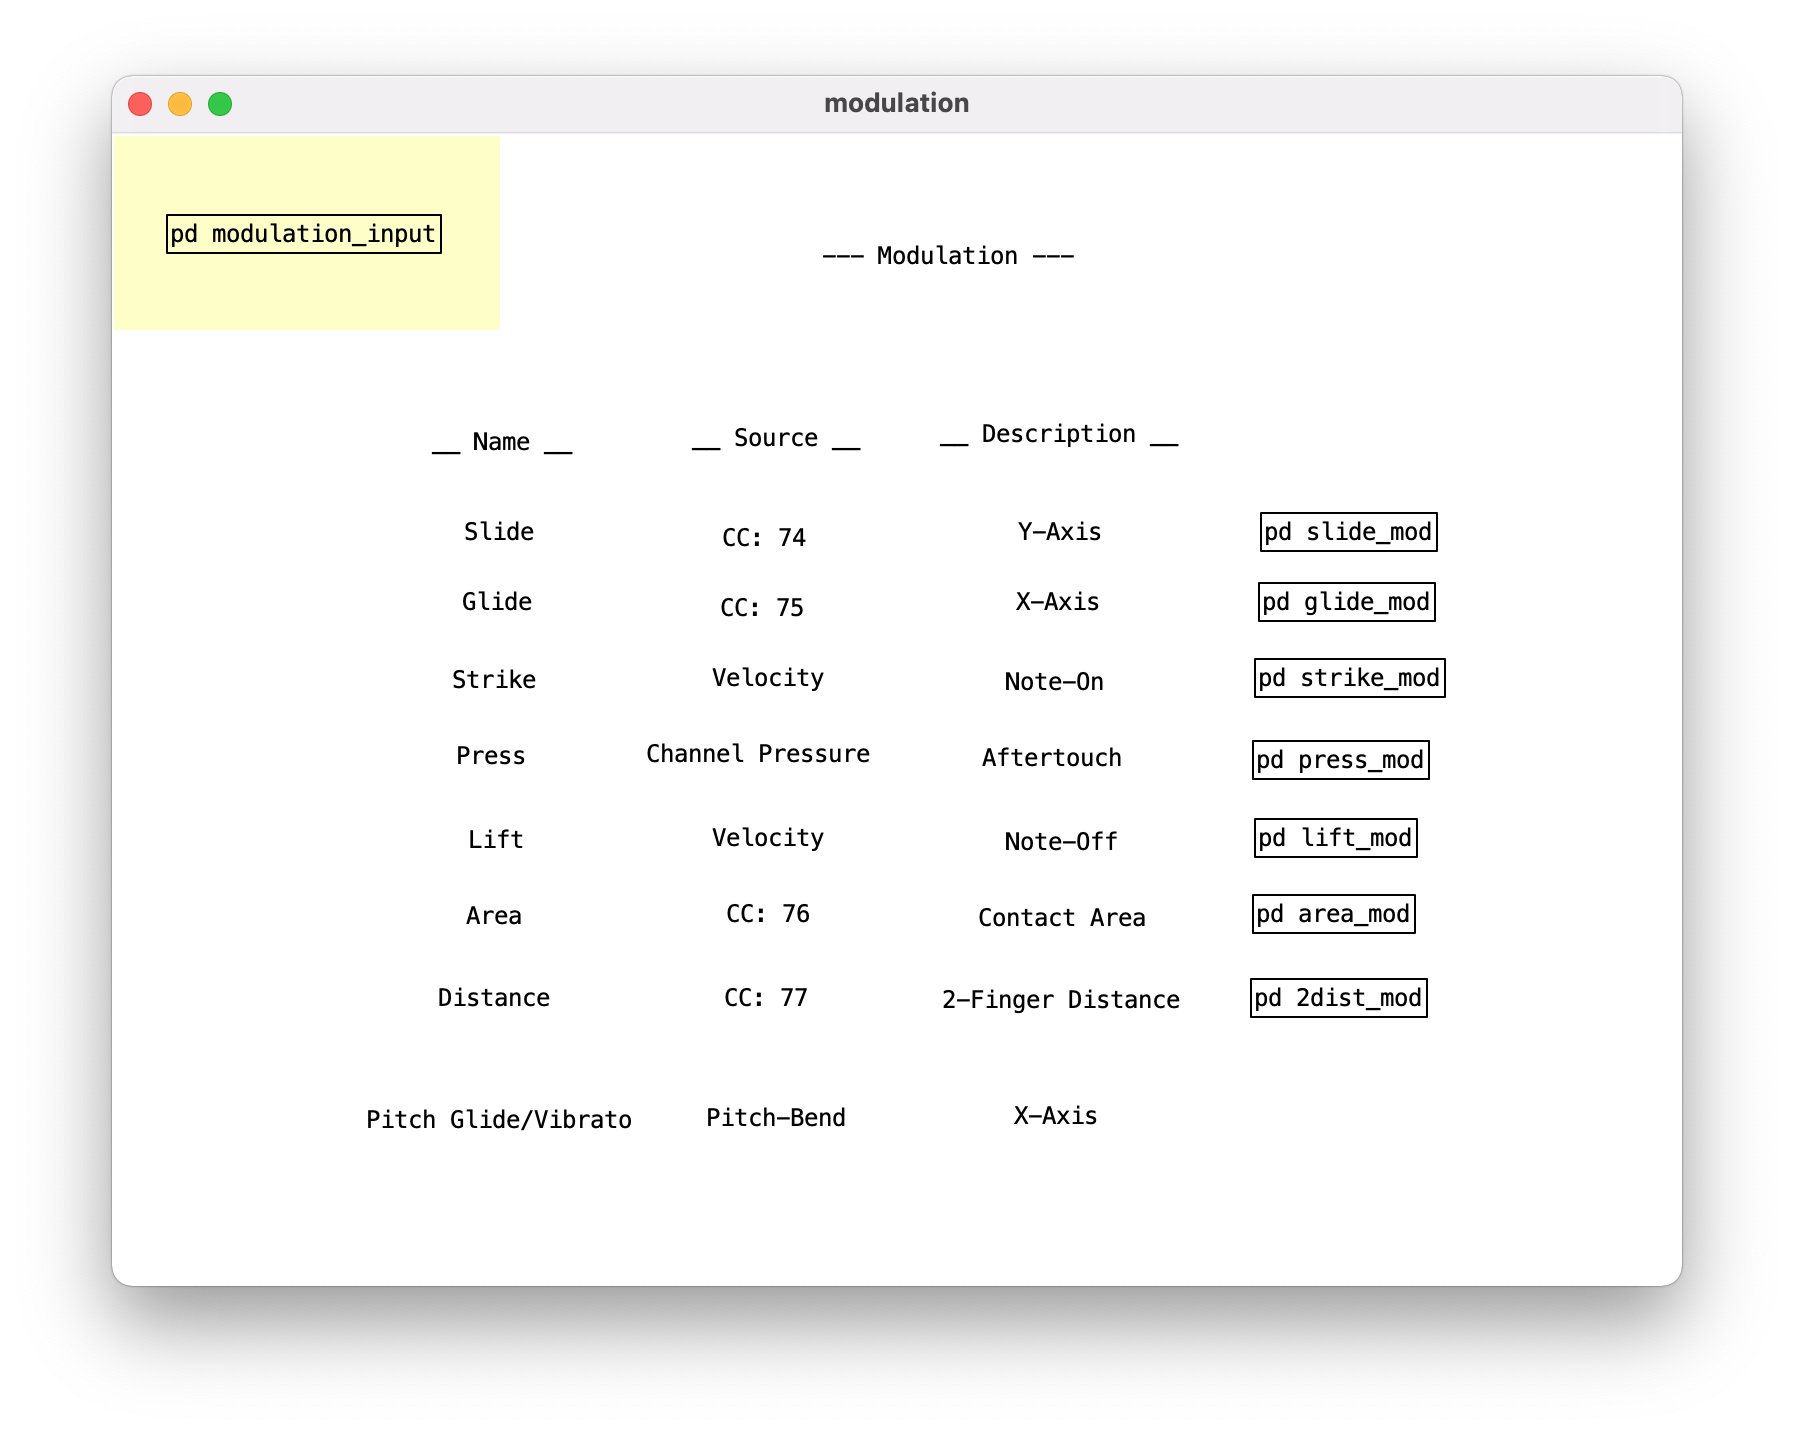 modulation
pd modulation_input
--- Modulation ---
__ Name __ __ Source __ __ Description __
Slide CC: 74 Y-Axis pd slide_mod
Glide CC: 75 X-Axis pd glide_mod
Strike Velocity Note-On pd strike_mod
Press Channel Pressure Aftertouch pd press_mod
Lift Velocity Note-Off pd lift_mod
Area CC: 76 Contact Area pd area_mod
Distance CC: 77 2-Finger Distance pd 2dist_mod
Pitch Glide/Vibrato Pitch-Bend X-Axis